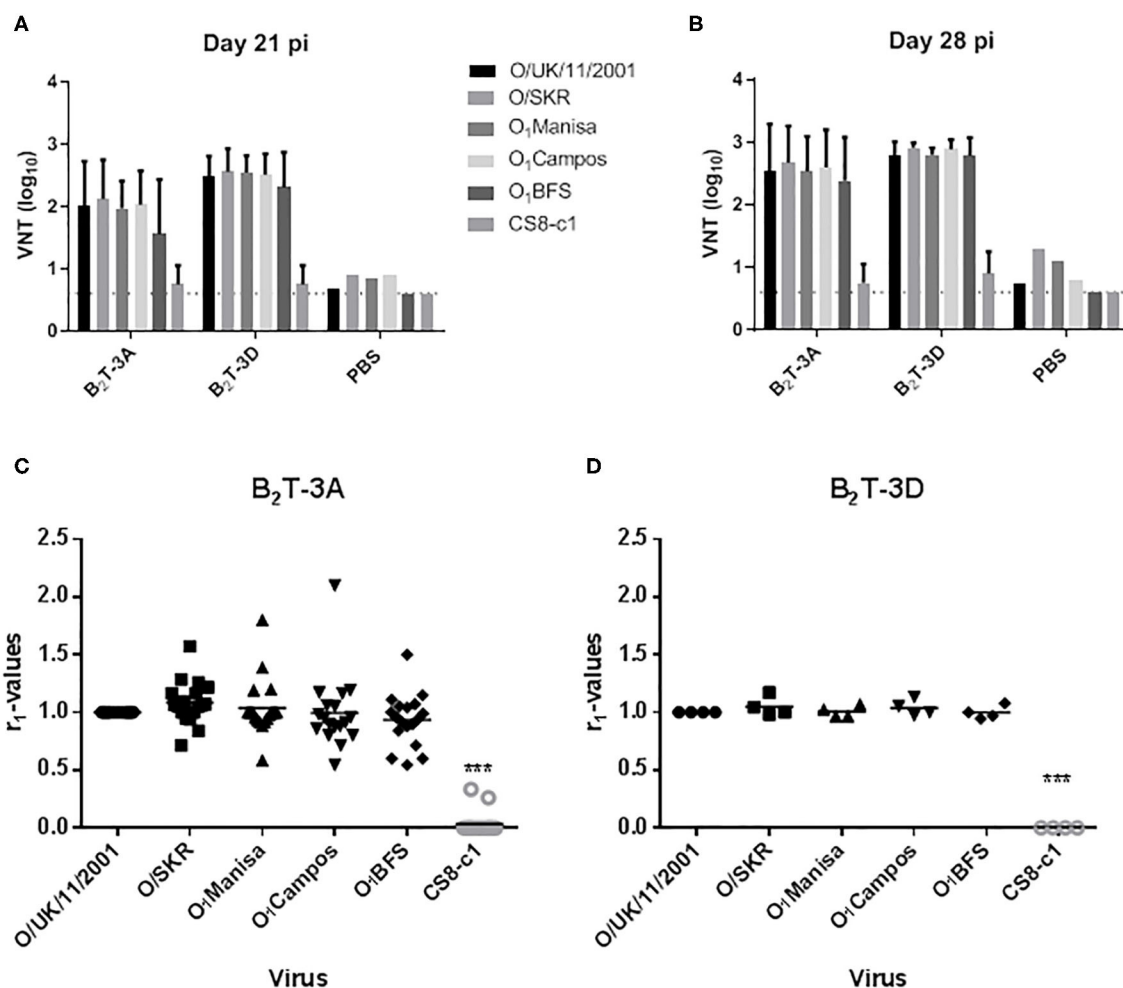 A
Day 21 pi
VNT (log10)
4
3
2
1
0
B2T-3A
B2T-3D
PBS
O/UK/11/2001
O/SKR
O1Manisa
O1Campos
O1BFS
CS8-c1
B
Day 28 pi
VNT (log10)
4
3
2
1
0
B2T-3A
B2T-3D
PBS
C
B2T-3A
r1-values
2.5
2.0
1.5
1.0
0.5
0.0
***
O/UK/11/2001
O/SKR
O1Manisa
O1Campos
O1BFS
CS8-c1
Virus
D
B2T-3D
r1-values
2.5
2.0
1.5
1.0
0.5
0.0
***
O/UK/11/2001
O/SKR
O1Manisa
O1Campos
O1BFS
CS8-c1
Virus